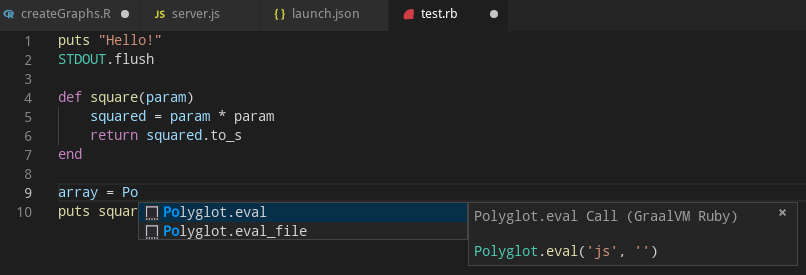 createGraphs.R
JS server.js
{ } launch.json
test.rb
1 puts "Hello!"
2 STDOUT.flush
3
4 def square(param)
5 squared = param * param
6 return squared.to_s
7 end
8
9 array = Po
10 puts squar
Polyglot.eval
Polyglot.eval_file
Polyglot.eval Call (GraalVM Ruby) ×
Polyglot.eval('js', '')